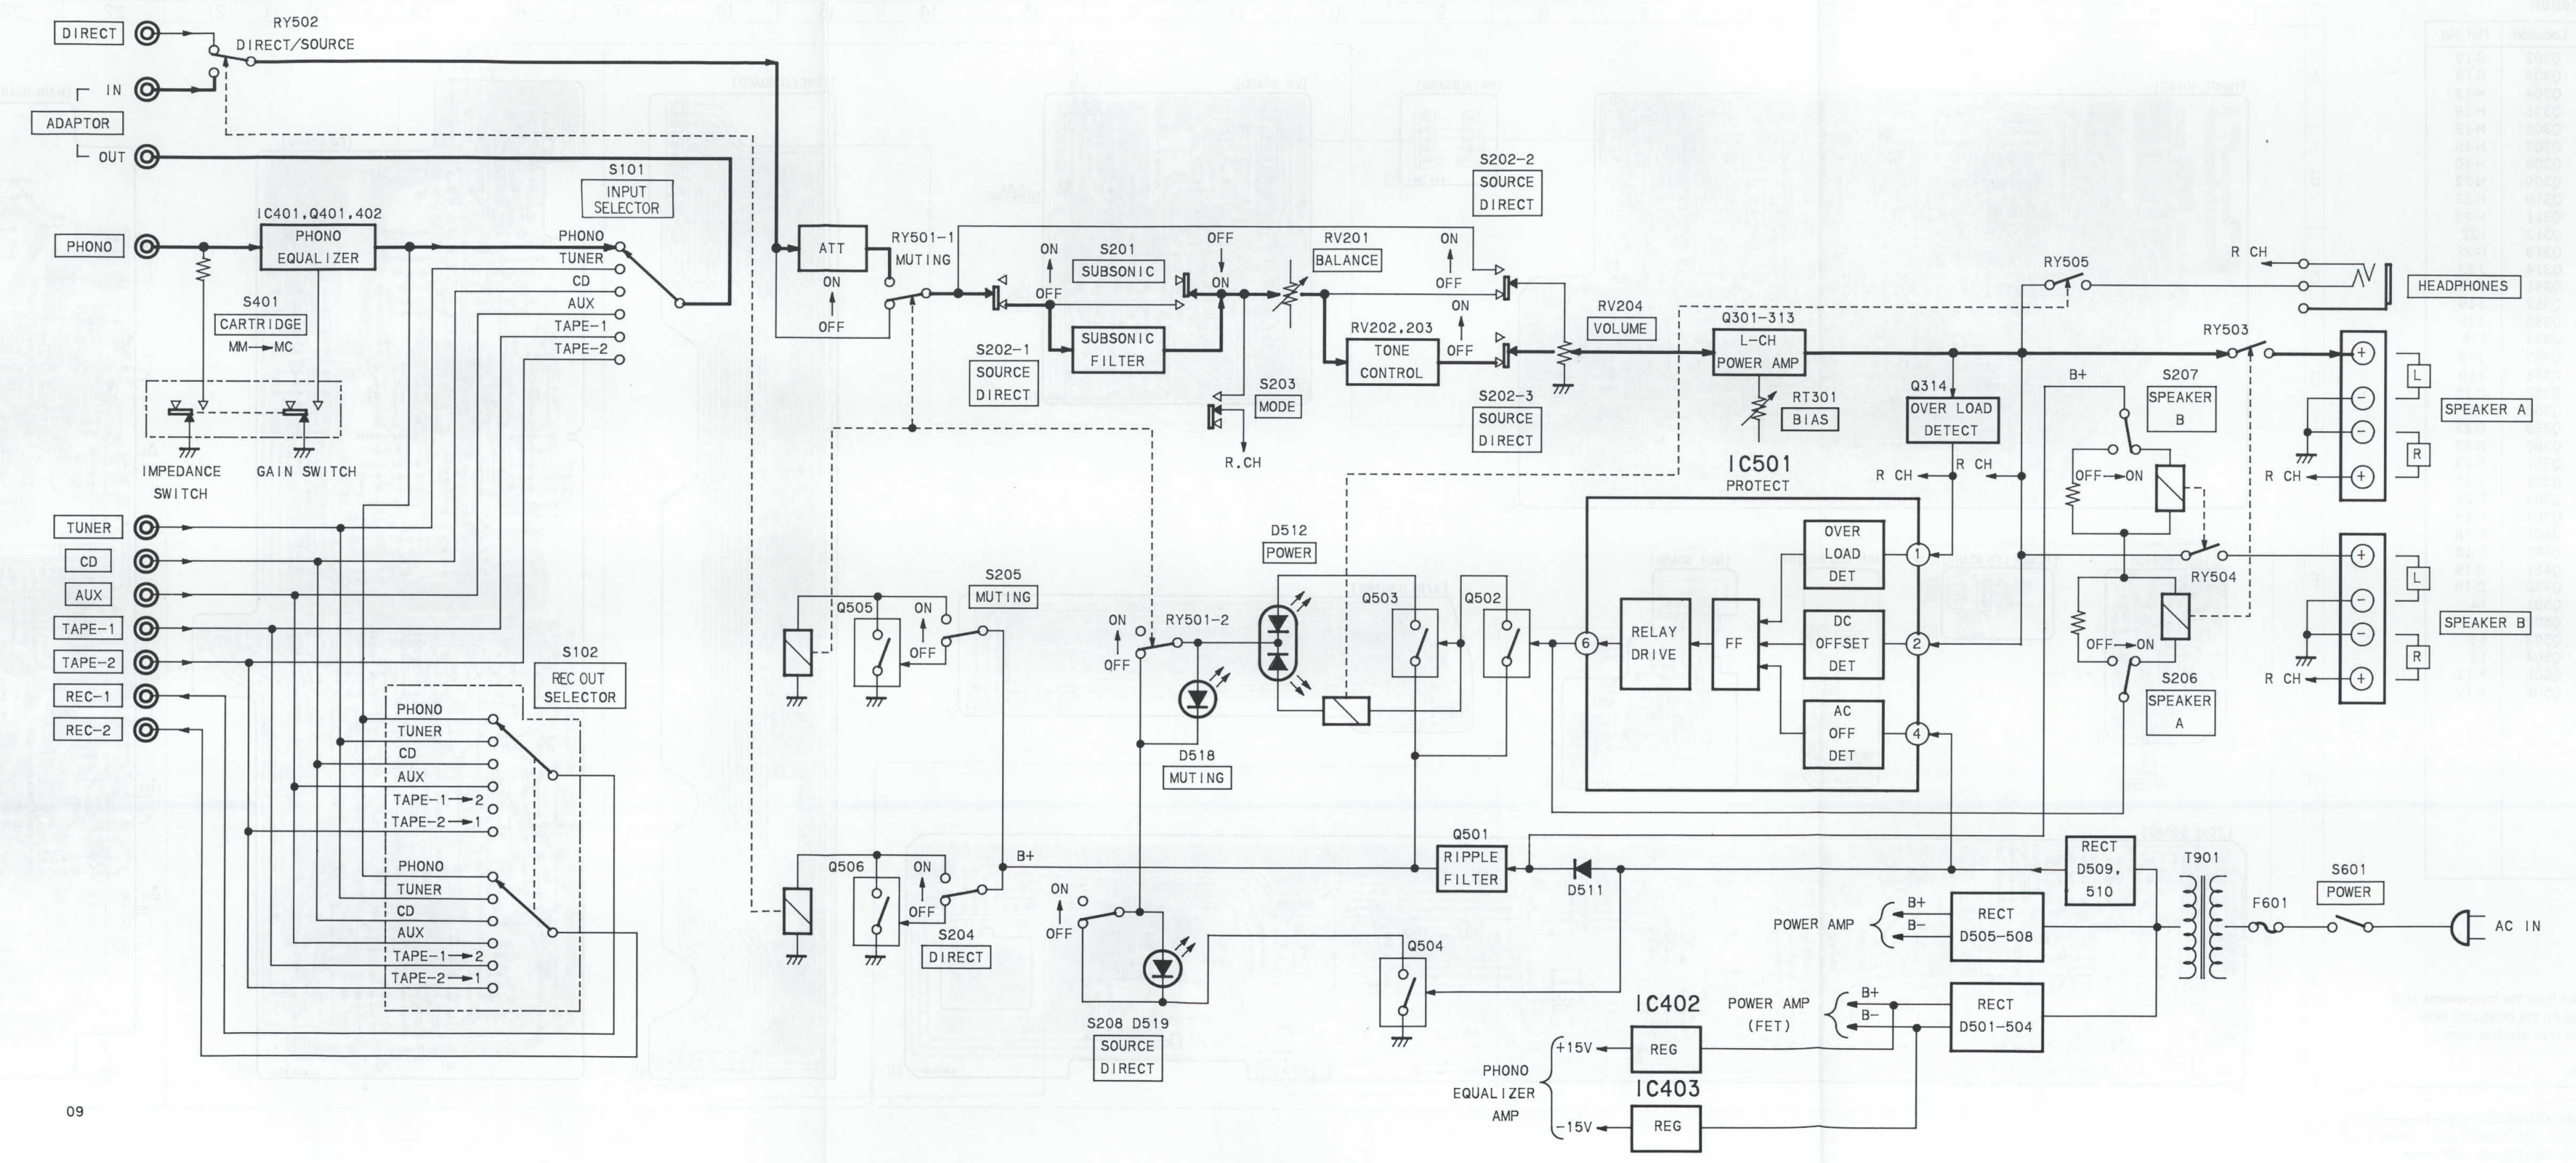 RY502
DIRECT
DIRECT/SOURCE
IN
ADAPTOR
OUT
S101
INPUT
SELECTOR
IC401,Q401,402
PHONO
PHONO
EQUALIZER
PHONO
TUNER
CD
AUX
TAPE-1
TAPE-2
S401
CARTRIDGE
MM→MC
IMPEDANCE
SWITCH
GAIN SWITCH
TUNER
CD
AUX
TAPE-1
TAPE-2
REC-1
REC-2
S102
REC OUT
SELECTOR
PHONO
TUNER
CD
AUX
TAPE-1→2
TAPE-2→1
PHONO
TUNER
CD
AUX
TAPE-1→2
TAPE-2→1
09
ATT
RY501-1
MUTING
ON
OFF
S202-1
SOURCE
DIRECT
ON
OFF
S201
SUBSONIC
SUBSONIC
FILTER
OFF
ON
S203
MODE
R.CH
RV201
BALANCE
RV202,203
TONE
CONTROL
S202-2
SOURCE
DIRECT
ON
OFF
ON
OFF
S202-3
SOURCE
DIRECT
RV204
VOLUME
Q301-313
L-CH
POWER AMP
RT301
BIAS
Q314
OVER LOAD
DETECT
R CH
R CH
RY505
R CH
HEADPHONES
RY503
B+
S207
SPEAKER
B
OFF→ON
+
-
-
+
L
R
R CH
SPEAKER A
RY504
OFF→ON
S206
SPEAKER
A
+
-
-
+
L
R
R CH
SPEAKER B
IC501
PROTECT
OVER
LOAD
DET
1
RELAY
DRIVE
FF
DC
OFFSET
DET
2
6
AC
OFF
DET
4
D512
POWER
Q503
Q502
S205
MUTING
Q505
ON
OFF
ON
OFF
RY501-2
D518
MUTING
Q506
ON
OFF
S204
DIRECT
B+
ON
OFF
S208 D519
SOURCE
DIRECT
Q501
RIPPLE
FILTER
D511
Q504
RECT
D509,
510
T901
F601
S601
POWER
AC IN
POWER AMP
B+
B-
RECT
D505-508
POWER AMP
(FET)
B+
B-
RECT
D501-504
IC402
+15V
REG
IC403
PHONO
EQUALIZER
AMP
-15V
REG